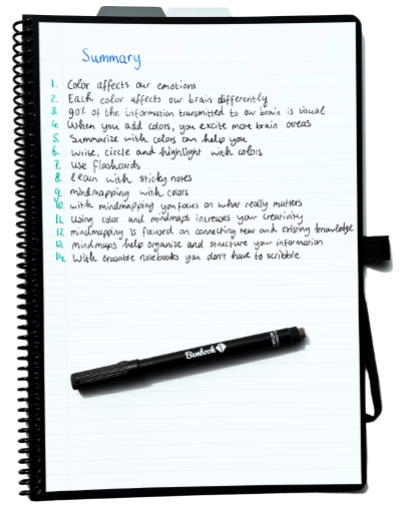 Summary
1. Color affects our emotions
2. Each color affects our brain differently
3. 90% of the information transmitted to our brain is visual
4. When you add colors, you excite more brain areas
5. Summarize with colors can help you
6. write, circle and highlight with colors
7. Use flashcards
8. learn with sticky notes
9. mindmapping with colors
10. with mindmapping you focus on what really matters
11. Using color and mindmaps increases your creativity
12. mindmapping is focused on connecting new and existing knowledge
13. mindmaps help organize and structure your information
14. With erasable notebooks you don't have to scribble
Bambook